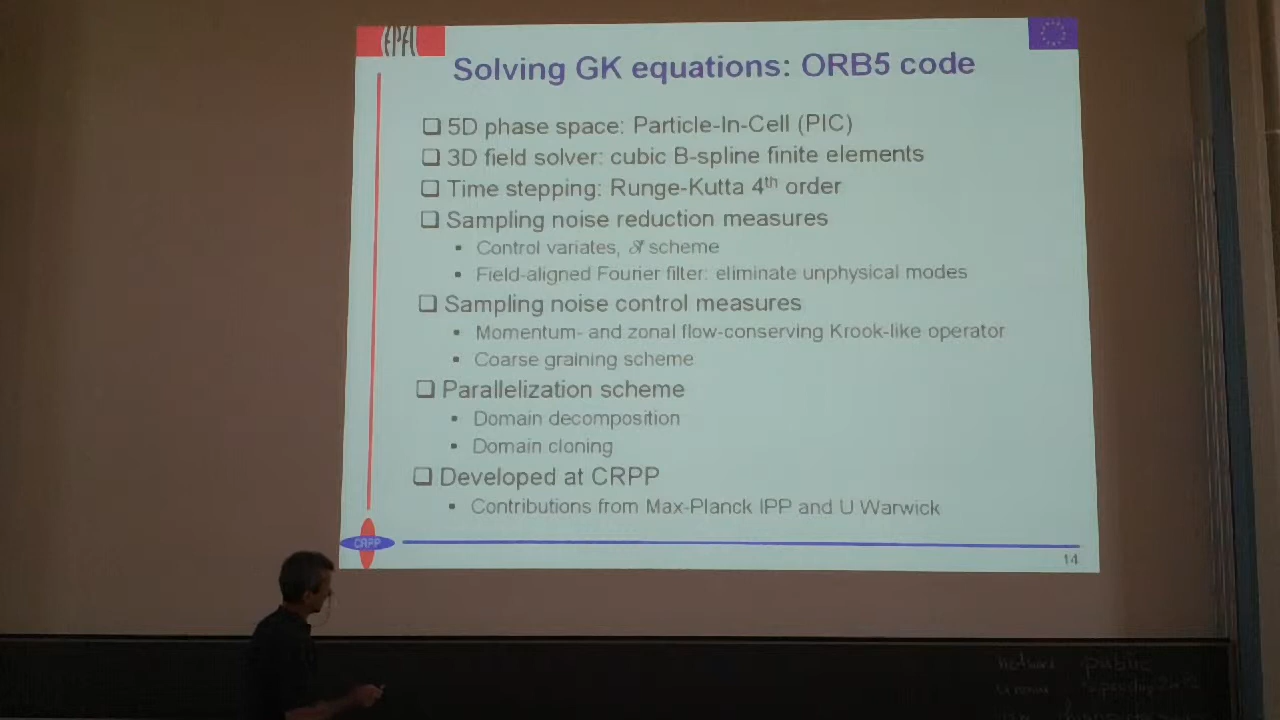 EPFL
Solving GK equations: ORB5 code
❑ 5D phase space: Particle-In-Cell (PIC)
❑ 3D field solver: cubic B-spline finite elements
❑ Time stepping: Runge-Kutta 4th order
❑ Sampling noise reduction measures
▪ Control variates, δf scheme
▪ Field-aligned Fourier filter: eliminate unphysical modes
❑ Sampling noise control measures
▪ Momentum- and zonal flow-conserving Krook-like operator
▪ Coarse graining scheme
❑ Parallelization scheme
▪ Domain decomposition
▪ Domain cloning
❑ Developed at CRPP
▪ Contributions from Max-Planck IPP and U Warwick
CRPP
14
public